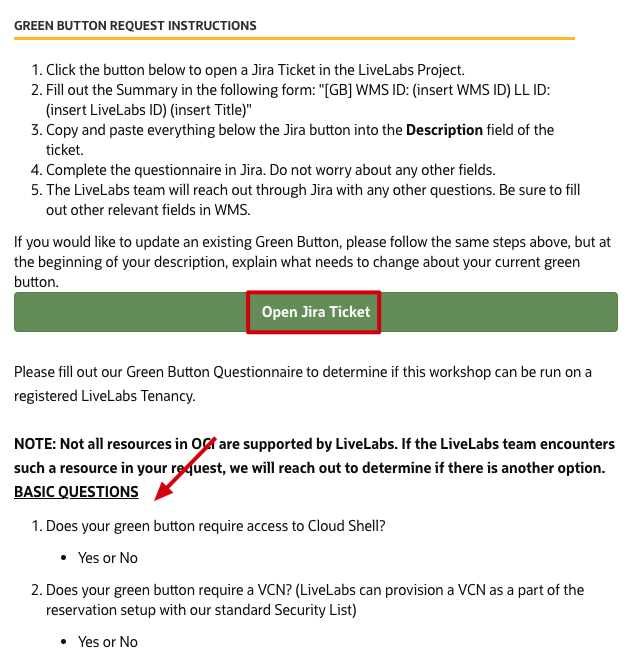 GREEN BUTTON REQUEST INSTRUCTIONS
1. Click the button below to open a Jira Ticket in the LiveLabs Project.
2. Fill out the Summary in the following form: "[GB] WMS ID: (insert WMS ID) LL ID:
(insert LiveLabs ID) (insert Title)"
3. Copy and paste everything below the Jira button into the Description field of the
ticket.
4. Complete the questionnaire in Jira. Do not worry about any other fields.
5. The LiveLabs team will reach out through Jira with any other questions. Be sure to fill
out other relevant fields in WMS.
If you would like to update an existing Green Button, please follow the same steps above, but at
the beginning of your description, explain what needs to change about your current green
button.
Open Jira Ticket
Please fill out our Green Button Questionnaire to determine if this workshop can be run on a
registered LiveLabs Tenancy.
NOTE: Not all resources in OCI are supported by LiveLabs. If the LiveLabs team encounters
such a resource in your request, we will reach out to determine if there is another option.
BASIC QUESTIONS
1. Does your green button require access to Cloud Shell?
• Yes or No
2. Does your green button require a VCN? (LiveLabs can provision a VCN as a part of the
reservation setup with our standard Security List)
• Yes or No